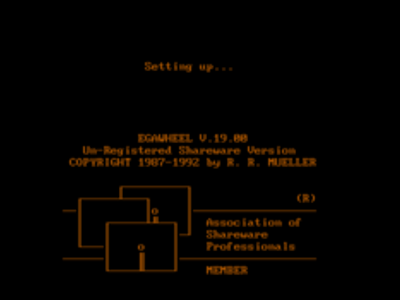 Setting up...
EGAWHEEL V.19.00
Un-Registered Shareware Version
COPYRIGHT 1987-1992 by R. R. MUELLER
(R)
Association of
Shareware
Professionals
MEMBER